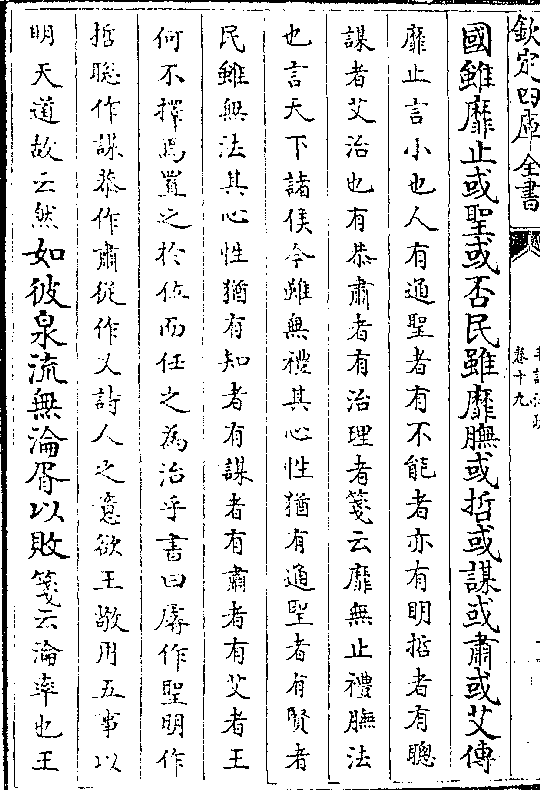 欽定四庫全書
卷十九
國雖靡止或聖或否民雖靡膴或哲或謀或肅或艾傳
靡止言小也人有通聖者有不能者亦有明哲者有聰
謀者艾治也有恭肅者有治理者箋云靡無止禮膴法
也言天下諸侯今雖無禮其心性猶有通聖者有賢者
民雖無法其心性猶有知者有謀者有肅者有艾者王
何不擇焉置之於位而任之為治乎書曰睿作聖明作
哲聰作謀恭作肅從作乂詩人之意欲王敬用五事以
明天道故云然如彼泉流無淪胥以敗箋云淪率也王